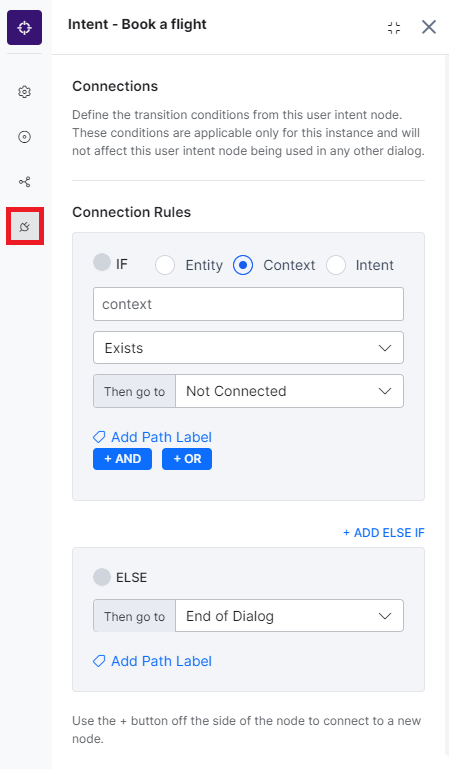 Intent - Book a flight
Connections
Define the transition conditions from this user intent node.
These conditions are applicable only for this instance and will
not affect this user intent node being used in any other dialog.
Connection Rules
IF Entity Context Intent
context
Exists
Then go to Not Connected
Add Path Label
+ AND + OR
+ ADD ELSE IF
ELSE
Then go to End of Dialog
Add Path Label
Use the + button off the side of the node to connect to a new
node.